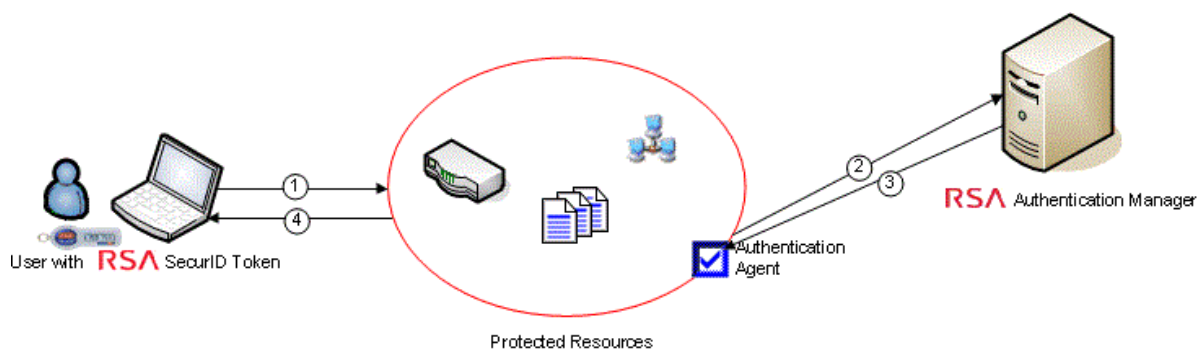 1
4
2
3
RSA Authentication Manager
Authentication
Agent
User with RSA SecurID Token
Protected Resources